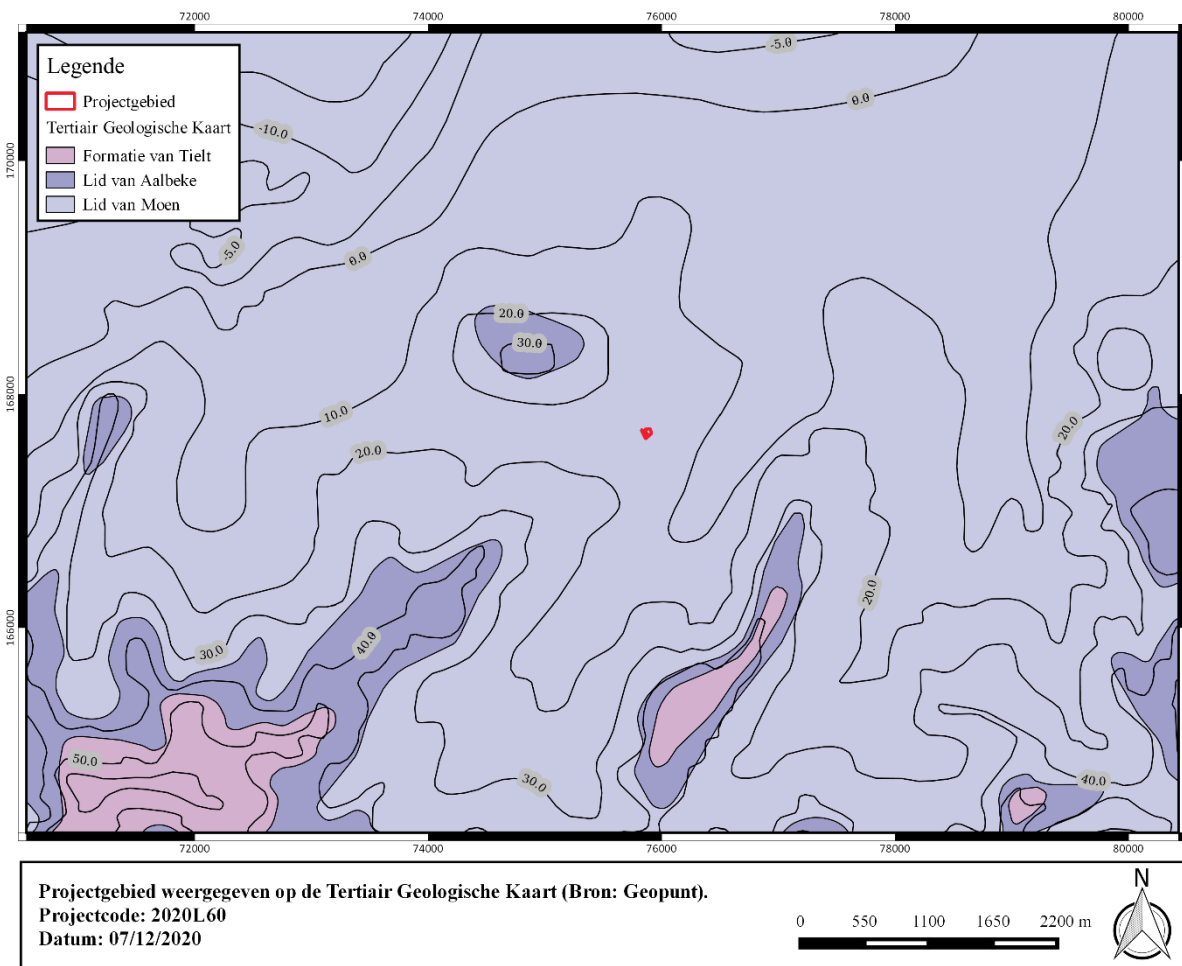 72000 74000 76000 78000 80000
-5.0
Legende
Projectgebied
Tertiair Geologische Kaart
Formatie van Tielt
Lid van Aalbeke
Lid van Moen
0.0
-10.0
170000
-5.0
0.0
20.0
30.0
168000
10.0
20.0
20.0
20.0
166000
30.0
40.0
50.0
30.0
40.0
72000 74000 76000 78000 80000
Projectgebied weergegeven op de Tertiair Geologische Kaart (Bron: Geopunt).
Projectcode: 2020L60
Datum: 07/12/2020
0 550 1100 1650 2200 m
N